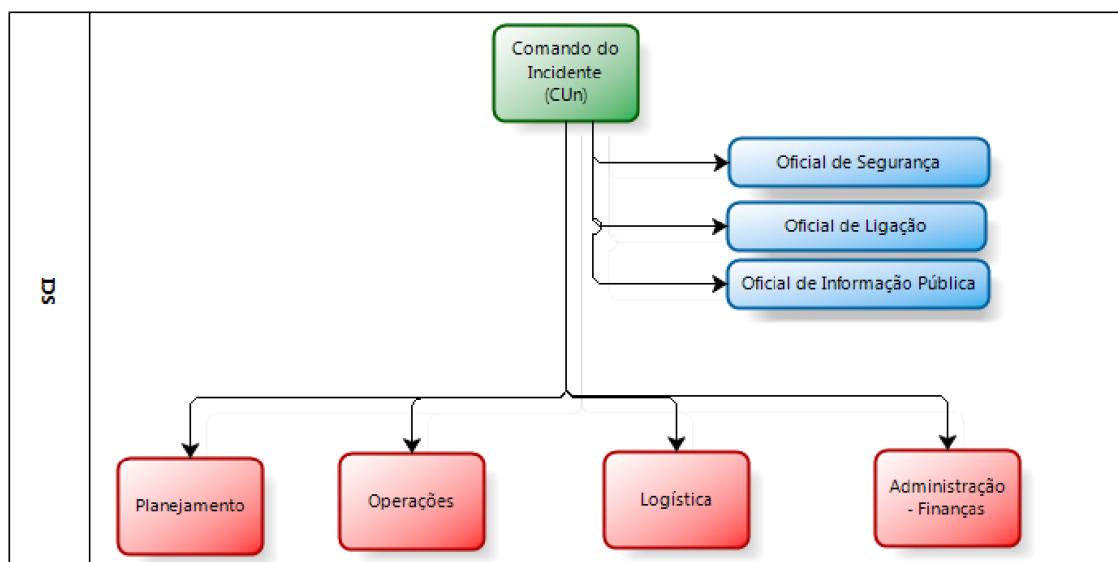 Comando do
Incidente
(CUn)
Oficial de Segurança
Oficial de Ligação
Oficial de Informação Pública
SCI
Planejamento
Operações
Logística
Administração
- Finanças